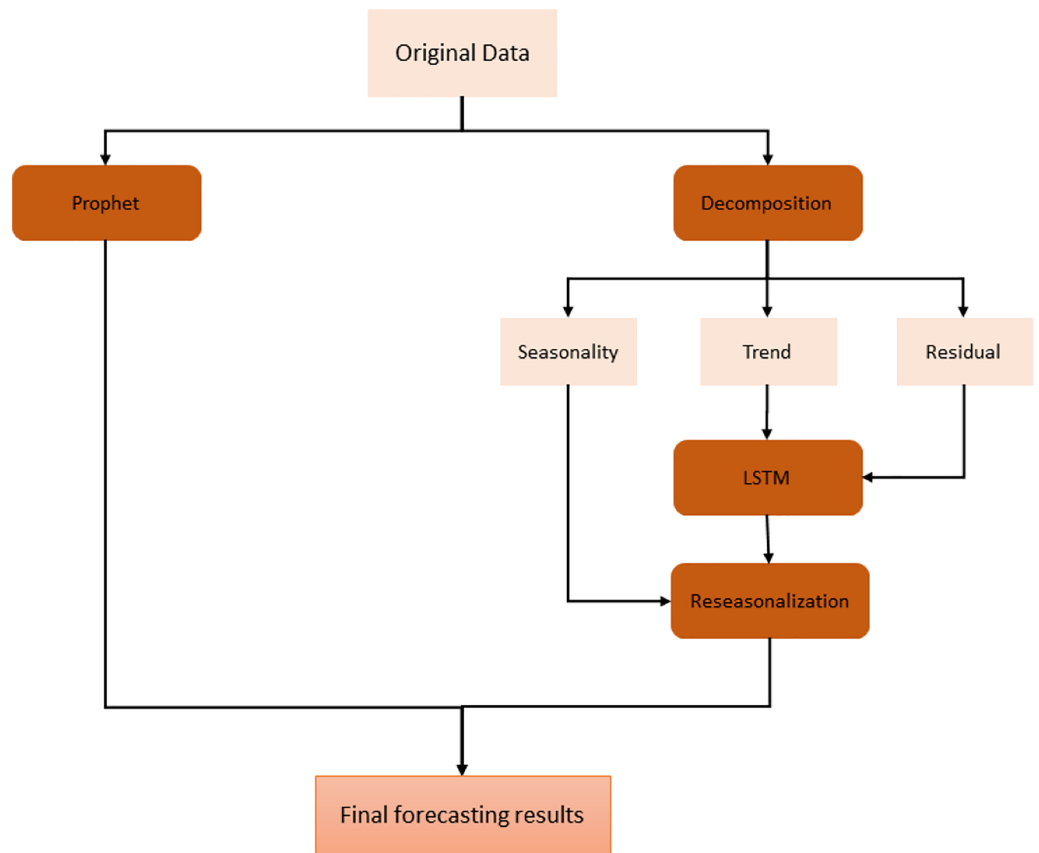 Original Data
Prophet
Decomposition
Seasonality
Trend
Residual
LSTM
Reseasonalization
Final forecasting results